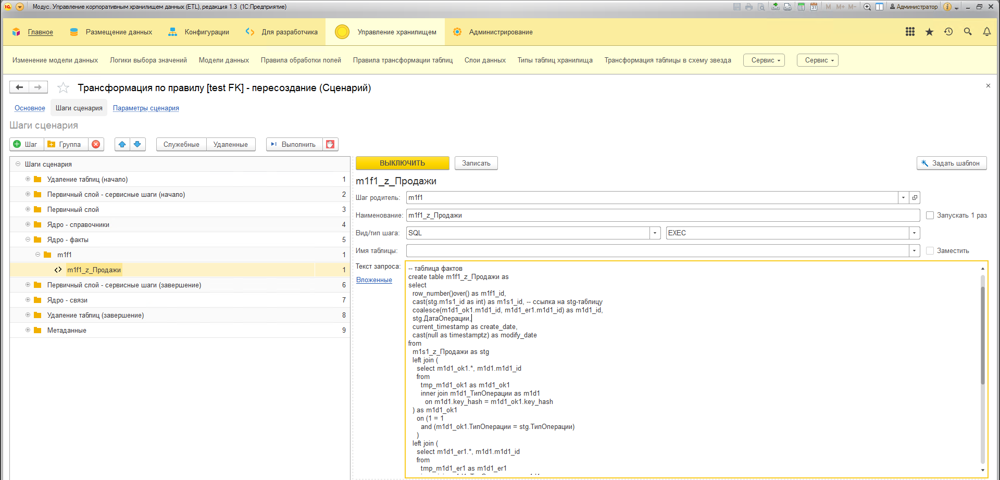 Модус. Управление корпоративным хранилищем данных (ETL), редакция 1.3 (1С:Предприятие)
M M+ M- Администратор
Главное Размещение данных Конфигурации Для разработчика Управление хранилищем Администрирование
Изменение модели данных Логики выбора значений Модели данных Правила обработки полей Правила трансформации таблиц Слои данных Типы таблиц хранилища Трансформация таблицы в схему звезда Сервис Сервис
Трансформация по правилу [test FK] - пересоздание (Сценарий)
Основное Шаги сценария Параметры сценария
Шаги сценария
Шаг Группа Служебные Удаленные Выполнить
Шаги сценария
Удаление таблиц (начало) 1
Первичный слой - сервисные шаги (начало) 2
Первичный слой 3
Ядро - справочники 4
Ядро - факты 5
m1f1 1
m1f1_z_Продажи 1
Первичный слой - сервисные шаги (завершение) 6
Ядро - связи 7
Удаление таблиц (завершение) 8
Метаданные 9
ВЫКЛЮЧИТЬ Записать Задать шаблон
m1f1_z_Продажи
Шаг родитель: m1f1
Наименование: m1f1_z_Продажи Запускать 1 раз
Вид/тип шага: SQL EXEC
Имя таблицы: Заместить
Текст запроса:
Вложенные
-- таблица фактов
create table m1f1_z_Продажи as
select
row_number()over() as m1f1_id,
cast(stg.m1s1_id as int) as m1s1_id, -- ссылка на stg-таблицу
coalesce(m1d1_ok1.m1d1_id, m1d1_er1.m1d1_id) as m1d1_id,
stg.ДатаОперации,
current_timestamp as create_date,
cast(null as timestamptz) as modify_date
from
m1s1_z_Продажи as stg
left join (
select m1d1_ok1.*, m1d1.m1d1_id
from
tmp_m1d1_ok1 as m1d1_ok1
inner join m1d1_ТипОперации as m1d1
on m1d1.key_hash = m1d1_ok1.key_hash
) as m1d1_ok1
on (1 = 1
and (m1d1_ok1.ТипОперации = stg.ТипОперации)
)
left join (
select m1d1_er1.*, m1d1.m1d1_id
from
tmp_m1d1_er1 as m1d1_er1